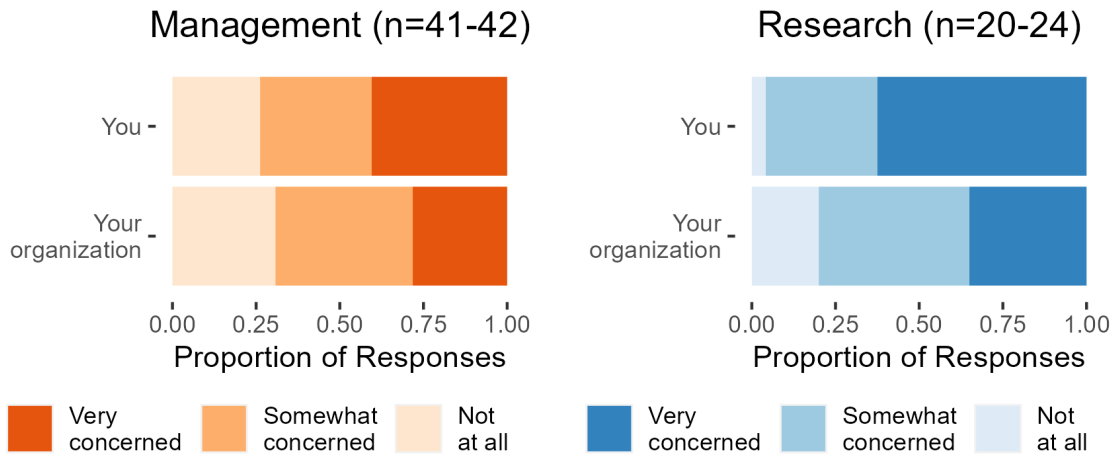 Management (n=41-42)
You
Your
organization
0.00 0.25 0.50 0.75 1.00
Proportion of Responses
Very
concerned
Somewhat
concerned
Not
at all
Research (n=20-24)
You
Your
organization
0.00 0.25 0.50 0.75 1.00
Proportion of Responses
Very
concerned
Somewhat
concerned
Not
at all